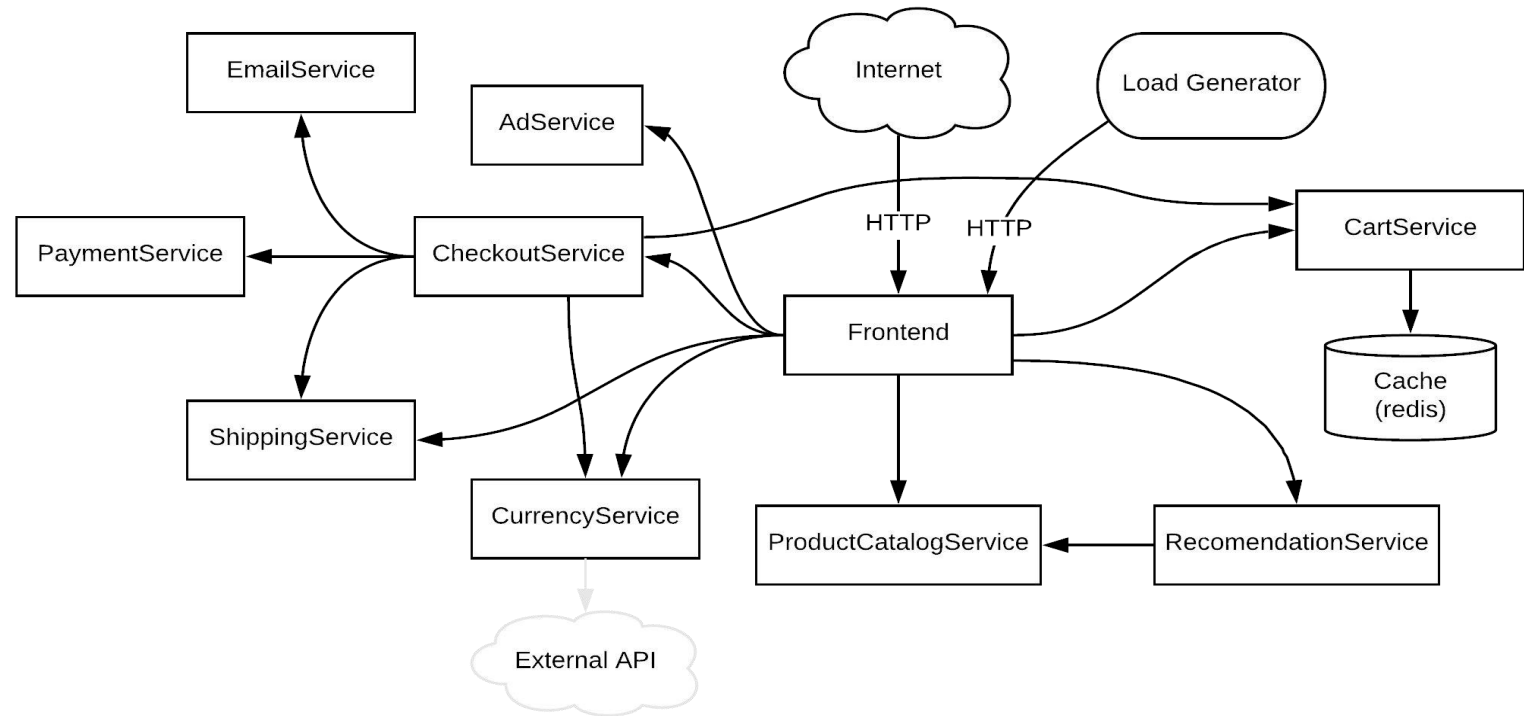 EmailService
Internet
Load Generator
AdService
HTTP
HTTP
PaymentService
CheckoutService
CartService
Frontend
Cache
(redis)
ShippingService
CurrencyService
ProductCatalogService
RecomendationService
External API